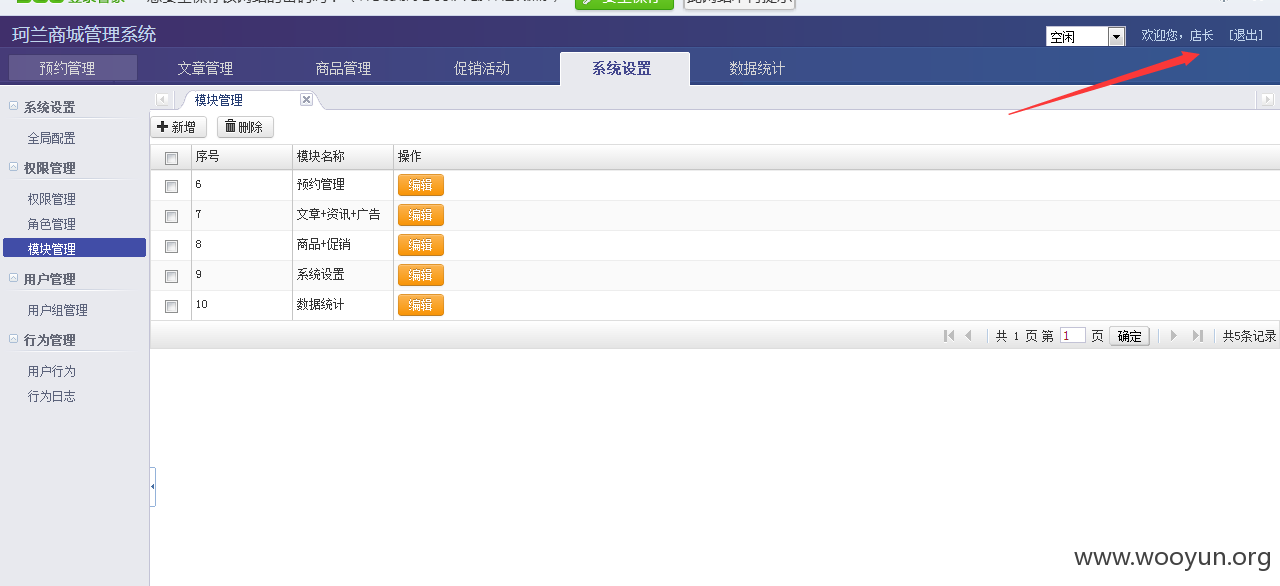 珂兰商城管理系统
空闲
欢迎您，店长 [退出]
预约管理 文章管理 商品管理 促销活动 系统设置 数据统计
系统设置
全局配置
权限管理
权限管理
角色管理
模块管理
用户管理
用户组管理
行为管理
用户行为
行为日志
模块管理
新增 删除
序号 模块名称 操作
6 预约管理 编辑
7 文章+资讯+广告 编辑
8 商品+促销 编辑
9 系统设置 编辑
10 数据统计 编辑
共 1 页 第 1 页 确定 共5条记录
www.wooyun.org